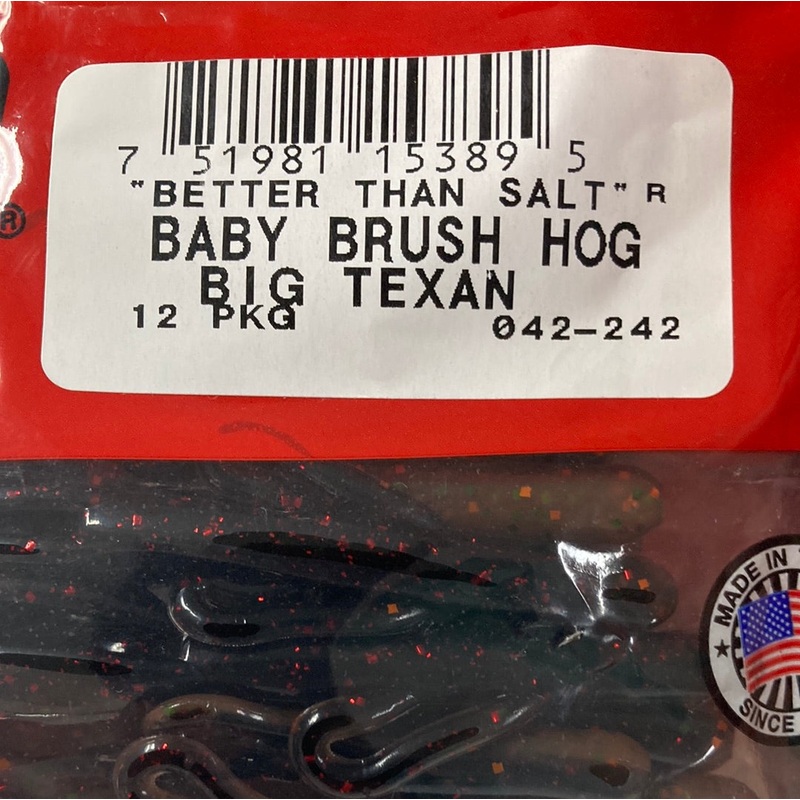 7 51981 15389 5
"BETTER THAN SALT" R
BABY BRUSH HOG
BIG TEXAN
12 PKG 042-242
®
MADE IN
SINCE